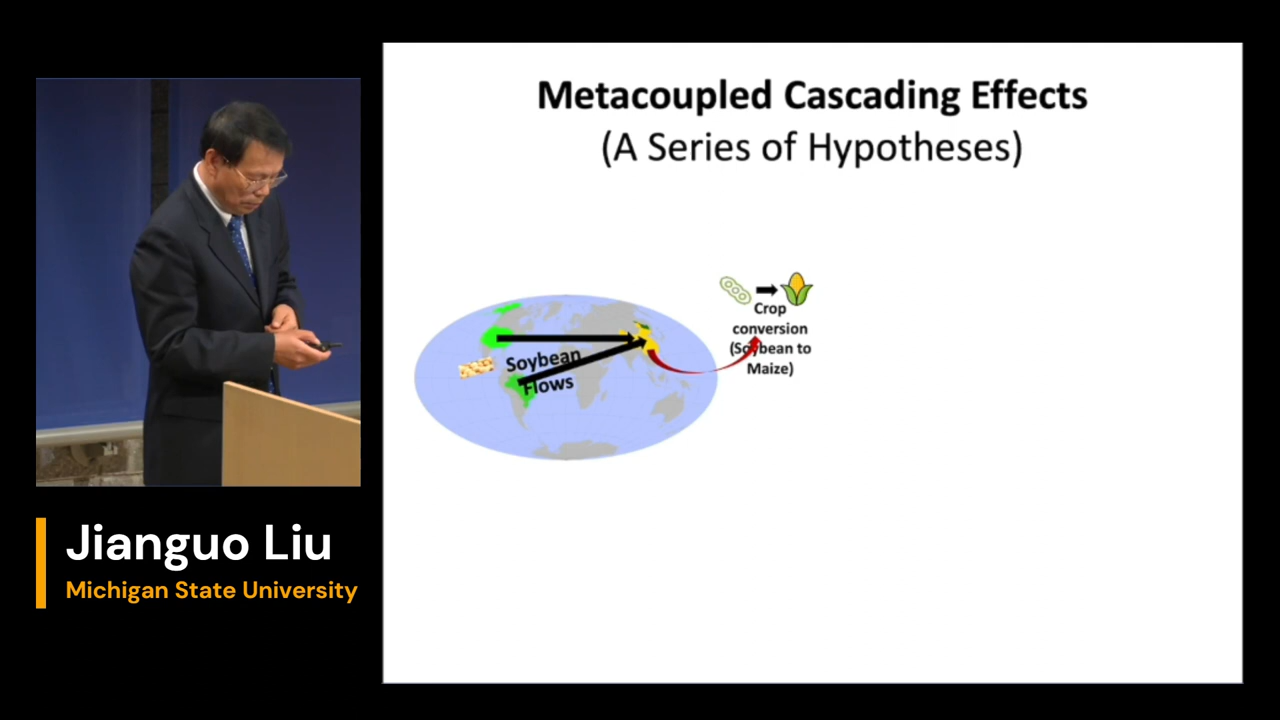 Metacoupled Cascading Effects
(A Series of Hypotheses)
Crop
conversion
(Soybean to
Maize)
Soybean
Flows
Jianguo Liu
Michigan State University